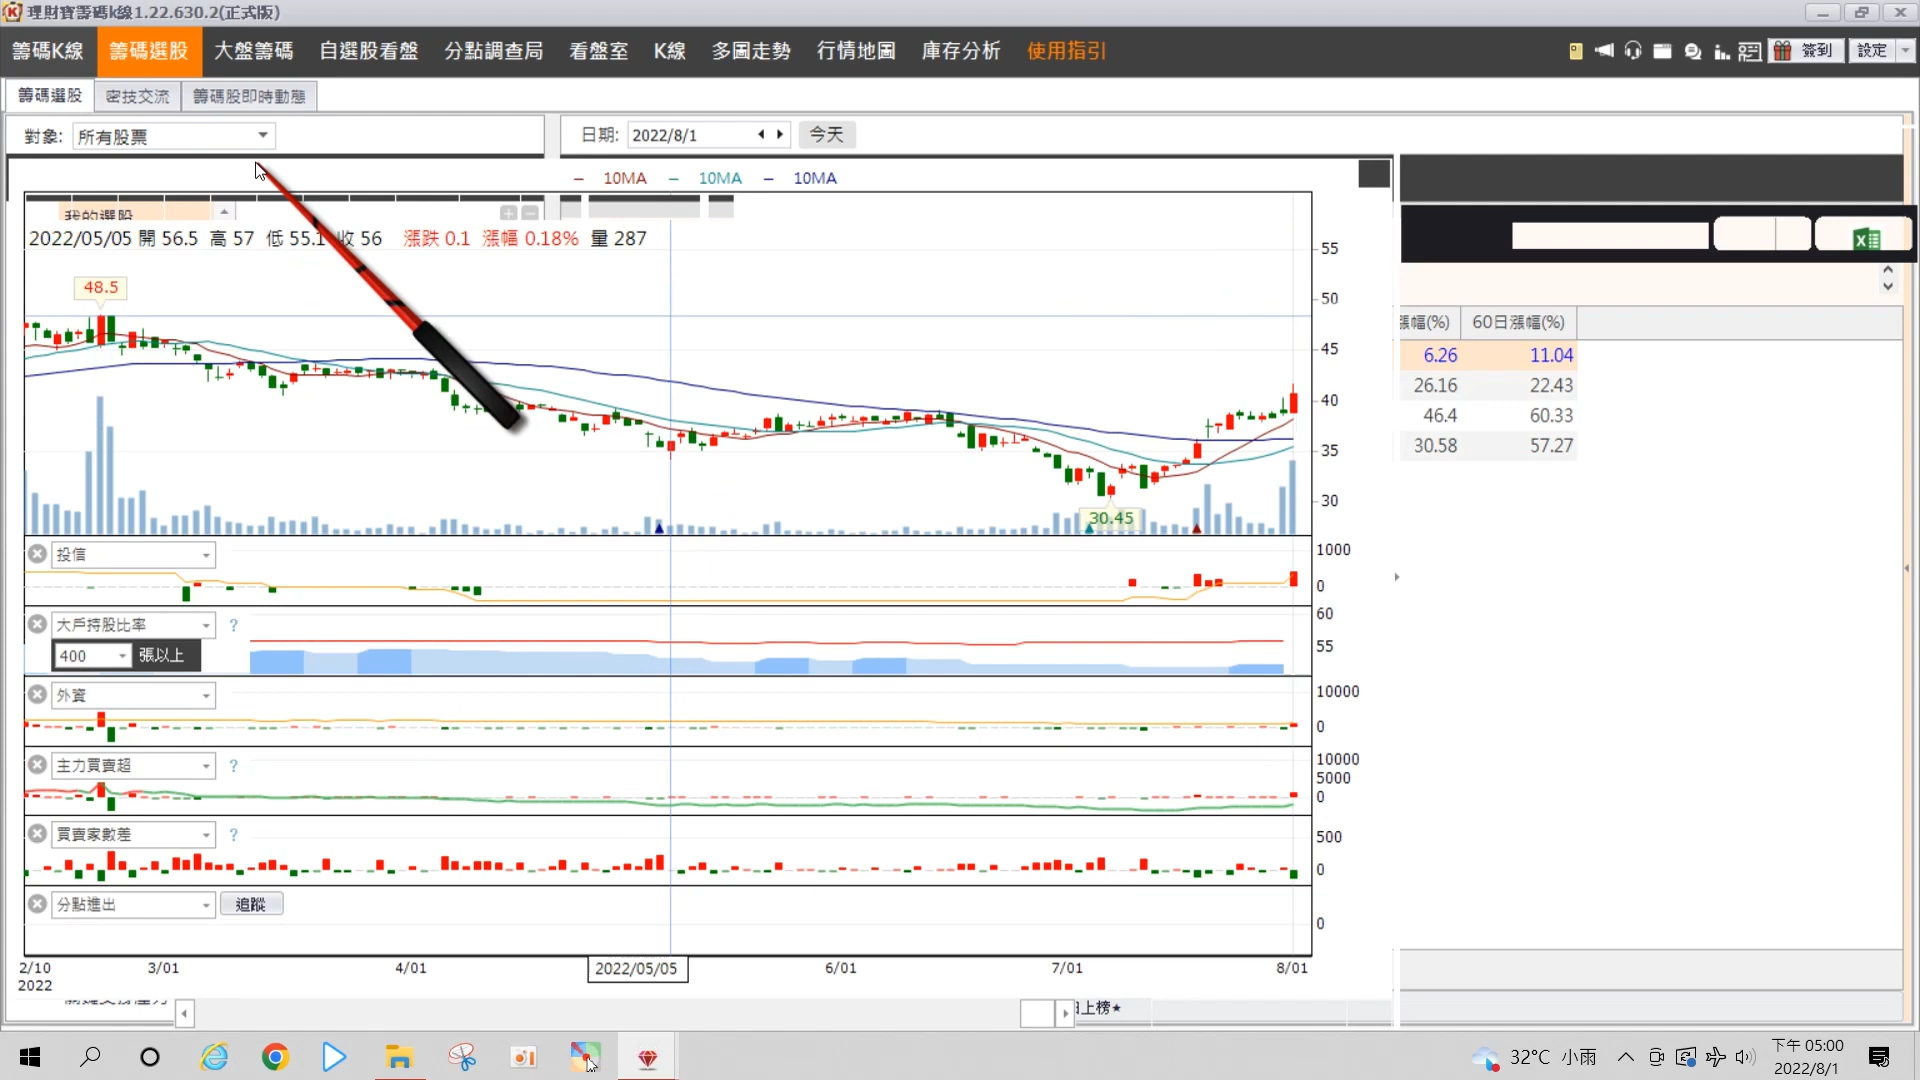 理財寶籌碼k線1.22.630.2(正式版)
籌碼K線 籌碼選股 大盤籌碼 自選股看盤 分點調查局 看盤室 K線 多圖走勢 行情地圖 庫存分析 使用指引 簽到 設定
籌碼選股 密技交流 籌碼股即時動態
對象: 所有股票 日期: 2022/8/1 今天
10MA 10MA 10MA
我的選股
2022/05/05 開 56.5 高 57 低 55.1 收 56 漲跌 0.1 漲幅 0.18% 量 287
55
48.5
50
45
40
35
30
30.45
漲幅(%) 60日漲幅(%)
6.26 11.04
26.16 22.43
46.4 60.33
30.58 57.27
投信
1000
0
大戶持股比率 ?
400 張以上
60
55
外資
10000
0
主力買賣超 ?
10000
5000
0
買賣家數差 ?
500
0
分點進出 追蹤
0
2/10 3/01 4/01 2022/05/05 6/01 7/01 8/01
2022
日上榜★
32°C 小雨
下午 05:00
2022/8/1